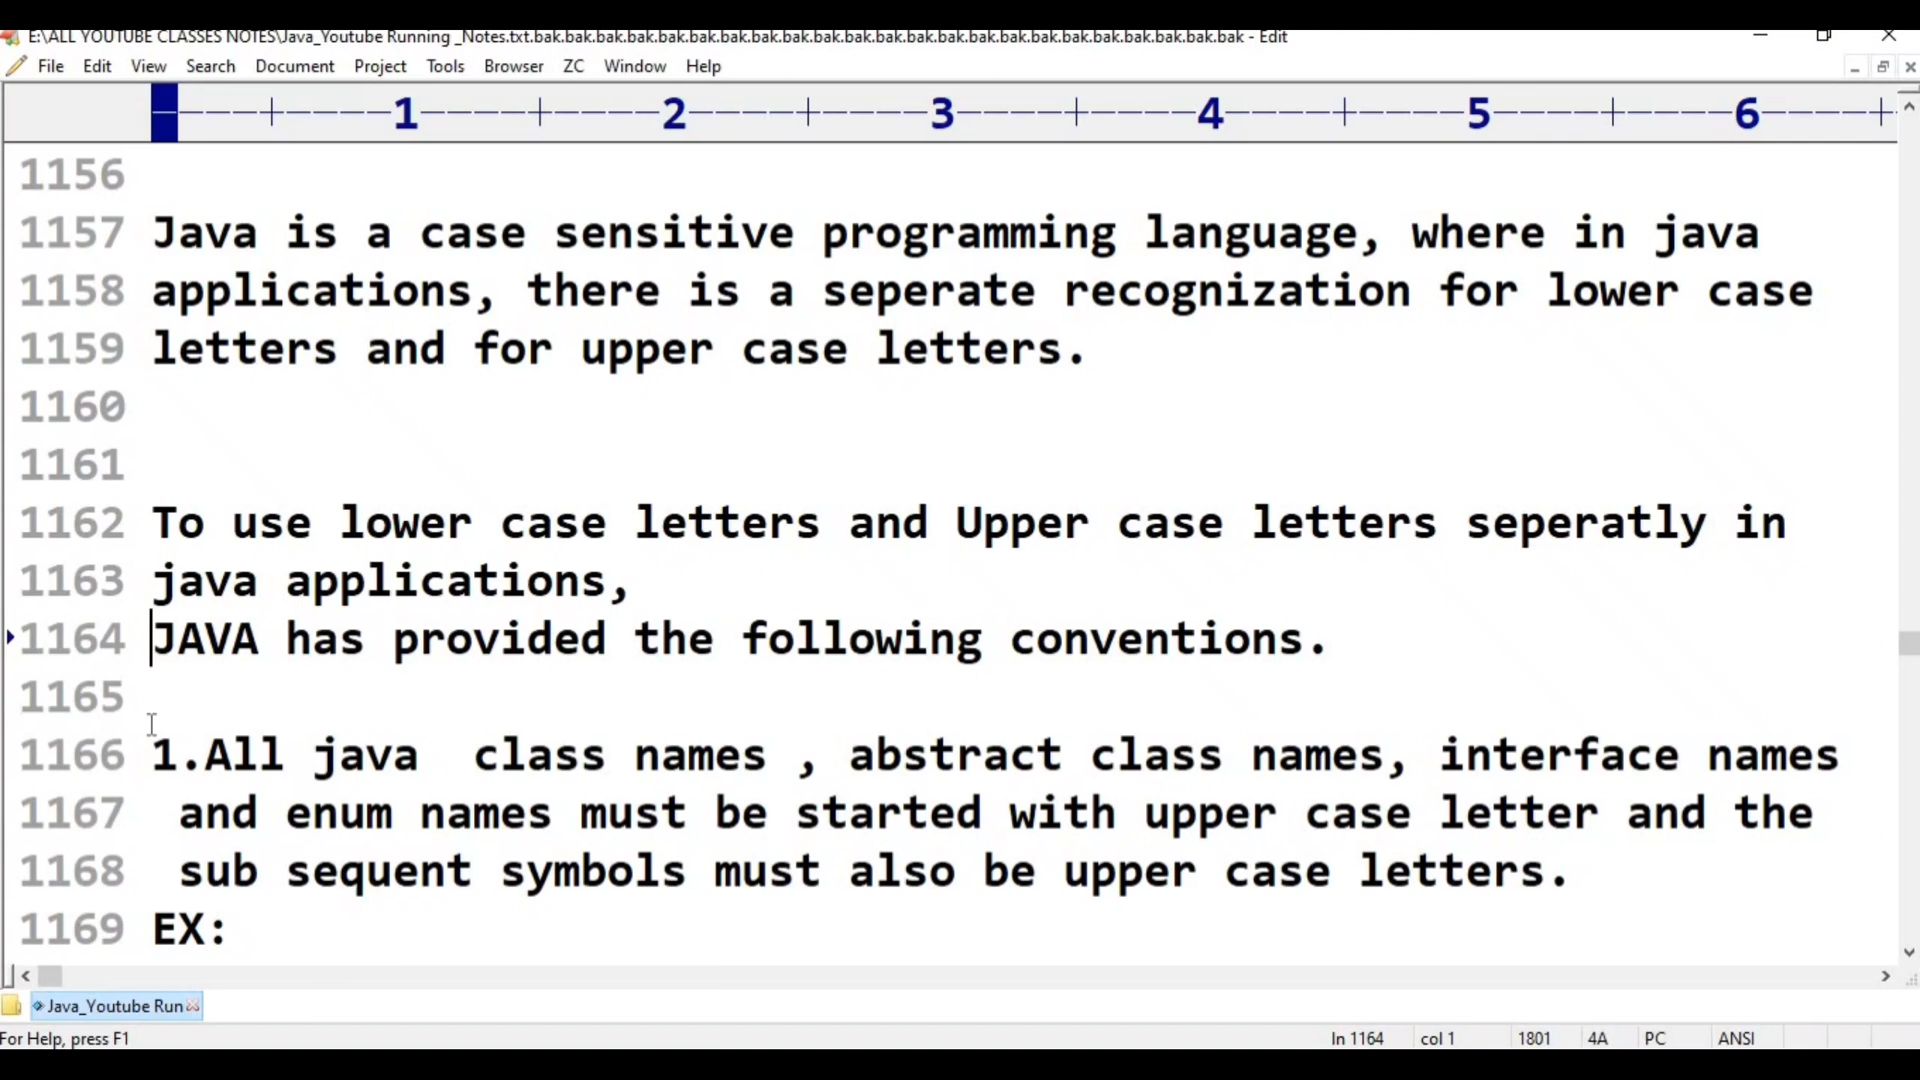 E:\ALL YOUTUBE CLASSES NOTES\Java_Youtube Running _Notes.txt.bak.bak.bak.bak.bak.bak.bak.bak.bak.bak.bak.bak.bak.bak.bak.bak.bak.bak.bak.bak.bak.bak.bak - Edit
File Edit View Search Document Project Tools Browser ZC Window Help
1 2 3 4 5 6
1156
1157 Java is a case sensitive programming language, where in java
1158 applications, there is a seperate recognization for lower case
1159 letters and for upper case letters.
1160
1161
1162 To use lower case letters and Upper case letters seperatly in
1163 java applications,
1164 JAVA has provided the following conventions.
1165
1166 1.All java  class names , abstract class names, interface names
1167  and enum names must be started with upper case letter and the
1168  sub sequent symbols must also be upper case letters.
1169 EX:
Java_Youtube Run
For Help, press F1 ln 1164 col 1 1801 4A PC ANSI